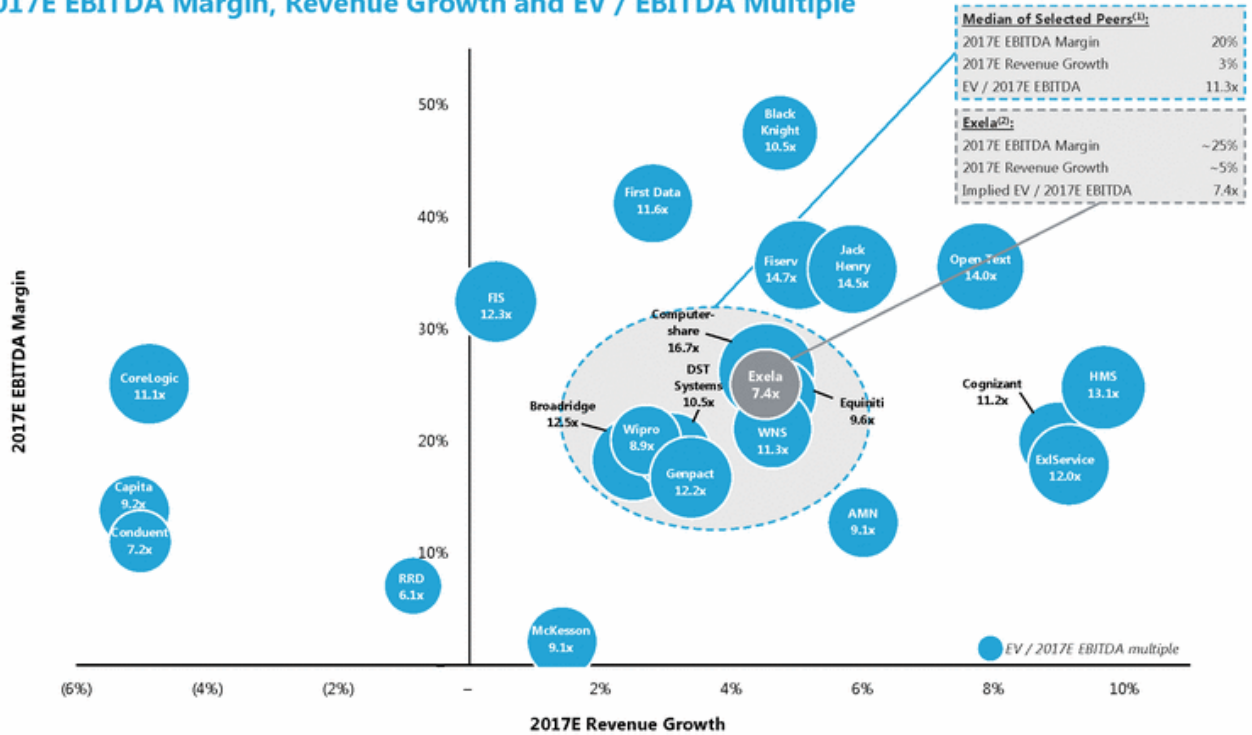 017E EBITDA Margin, Revenue Growth and EV / EBITDA Multiple
Median of Selected Peers(1):
2017E EBITDA Margin 20%
2017E Revenue Growth 3%
EV / 2017E EBITDA 11.3x
Exela(2):
2017E EBITDA Margin ~25%
2017E Revenue Growth ~5%
Implied EV / 2017E EBITDA 7.4x
2017E EBITDA Margin
50%
40%
30%
20%
10%
Black
Knight
10.5x
First Data
11.6x
Fiserv
14.7x
Jack
Henry
14.5x
Open Text
14.0x
FIS
12.3x
Computer-
share
16.7x
CoreLogic
11.1x
DST
Systems
10.5x
Exela
7.4x
Equiniti
9.6x
Cognizant
11.2x
HMS
13.1x
Broadridge
12.5x
Wipro
8.9x
WNS
11.3x
Genpact
12.2x
ExlService
12.0x
Capita
9.2x
Conduent
7.2x
AMN
9.1x
RRD
6.1x
McKesson
9.1x
EV / 2017E EBITDA multiple
(6%) (4%) (2%) – 2% 4% 6% 8% 10%
2017E Revenue Growth